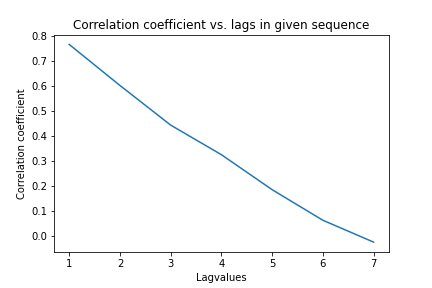 Correlation coefficient vs. lags in given sequence
0.8
0.7
0.6
0.5
0.4
0.3
0.2
0.1
0.0
Correlation coefficient
1 2 3 4 5 6 7
Lagvalues